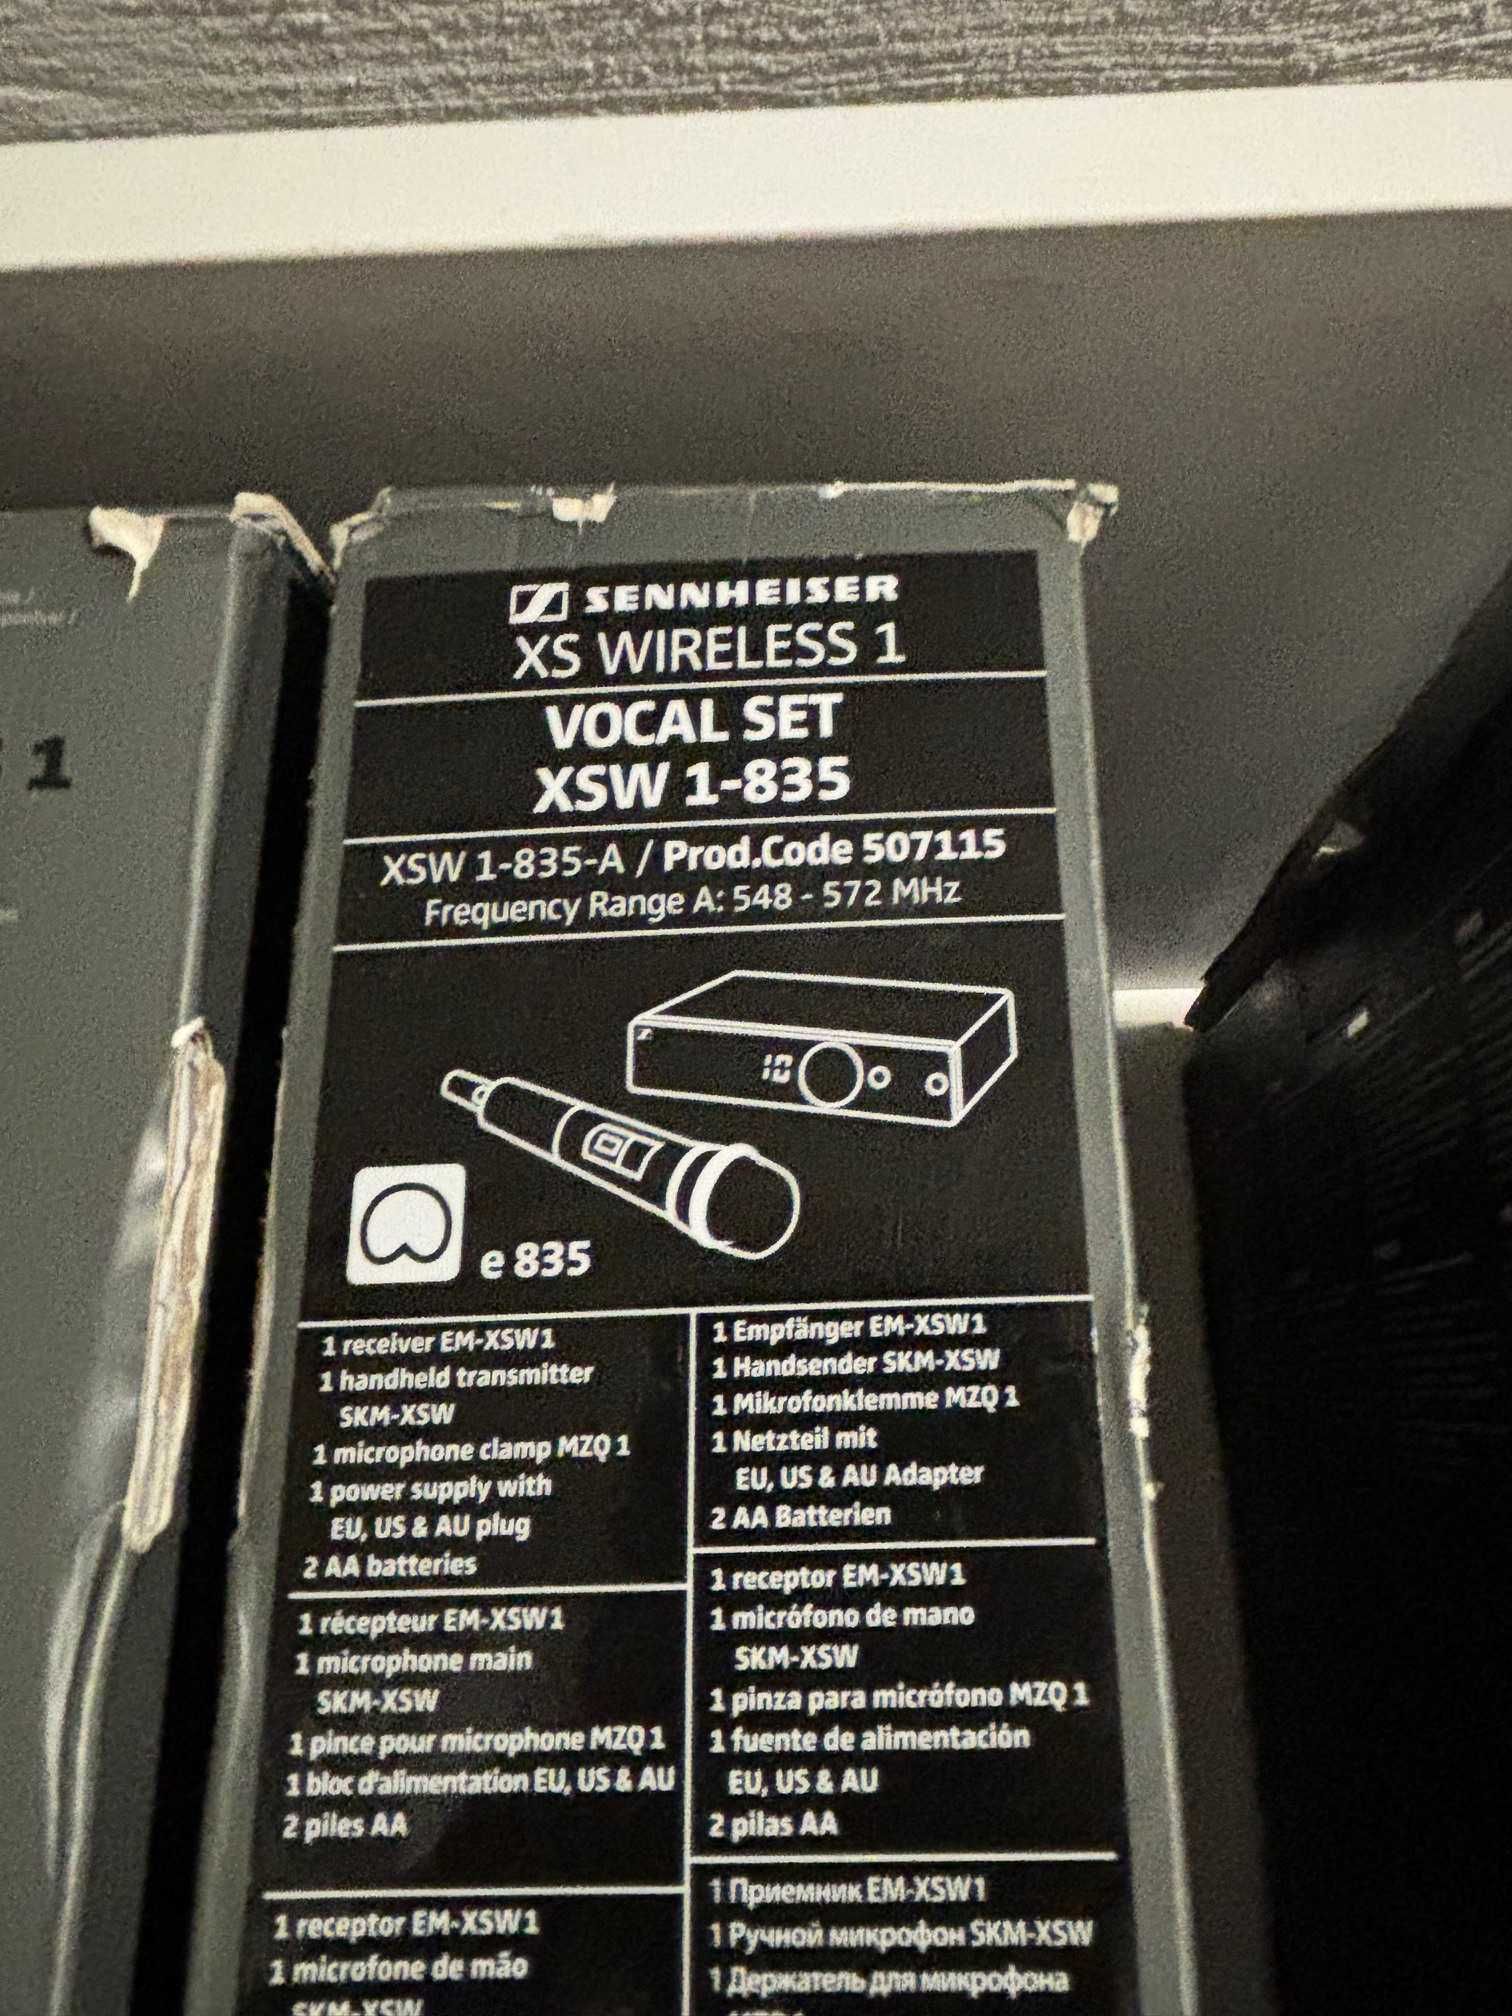 1
SENNHEISER
XS WIRELESS 1
VOCAL SET
XSW 1-835
XSW 1-835-A / Prod.Code 507115
Frequency Range A: 548 - 572 MHz
10
e 835
1 receiver EM-XSW1
1 handheld transmitter
SKM-XSW
1 microphone clamp MZQ 1
1 power supply with
EU, US & AU plug
2 AA batteries
1 Empfänger EM-XSW1
1 Handsender SKM-XSW
1 Mikrofonklemme MZQ 1
1 Netzteil mit
EU, US & AU Adapter
2 AA Batterien
1 récepteur EM-XSW1
1 microphone main
SKM-XSW
1 pince pour microphone MZQ 1
1 bloc d'alimentation EU, US & AU
2 piles AA
1 receptor EM-XSW1
1 micrófono de mano
SKM-XSW
1 pinza para micrófono MZQ 1
1 fuente de alimentación
EU, US & AU
2 pilas AA
1 receptor EM-XSW1
1 microfone de mão
SKM-XSW
1 Приемник EM-XSW1
1 Ручной микрофон SKM-XSW
1 Держатель для микрофона